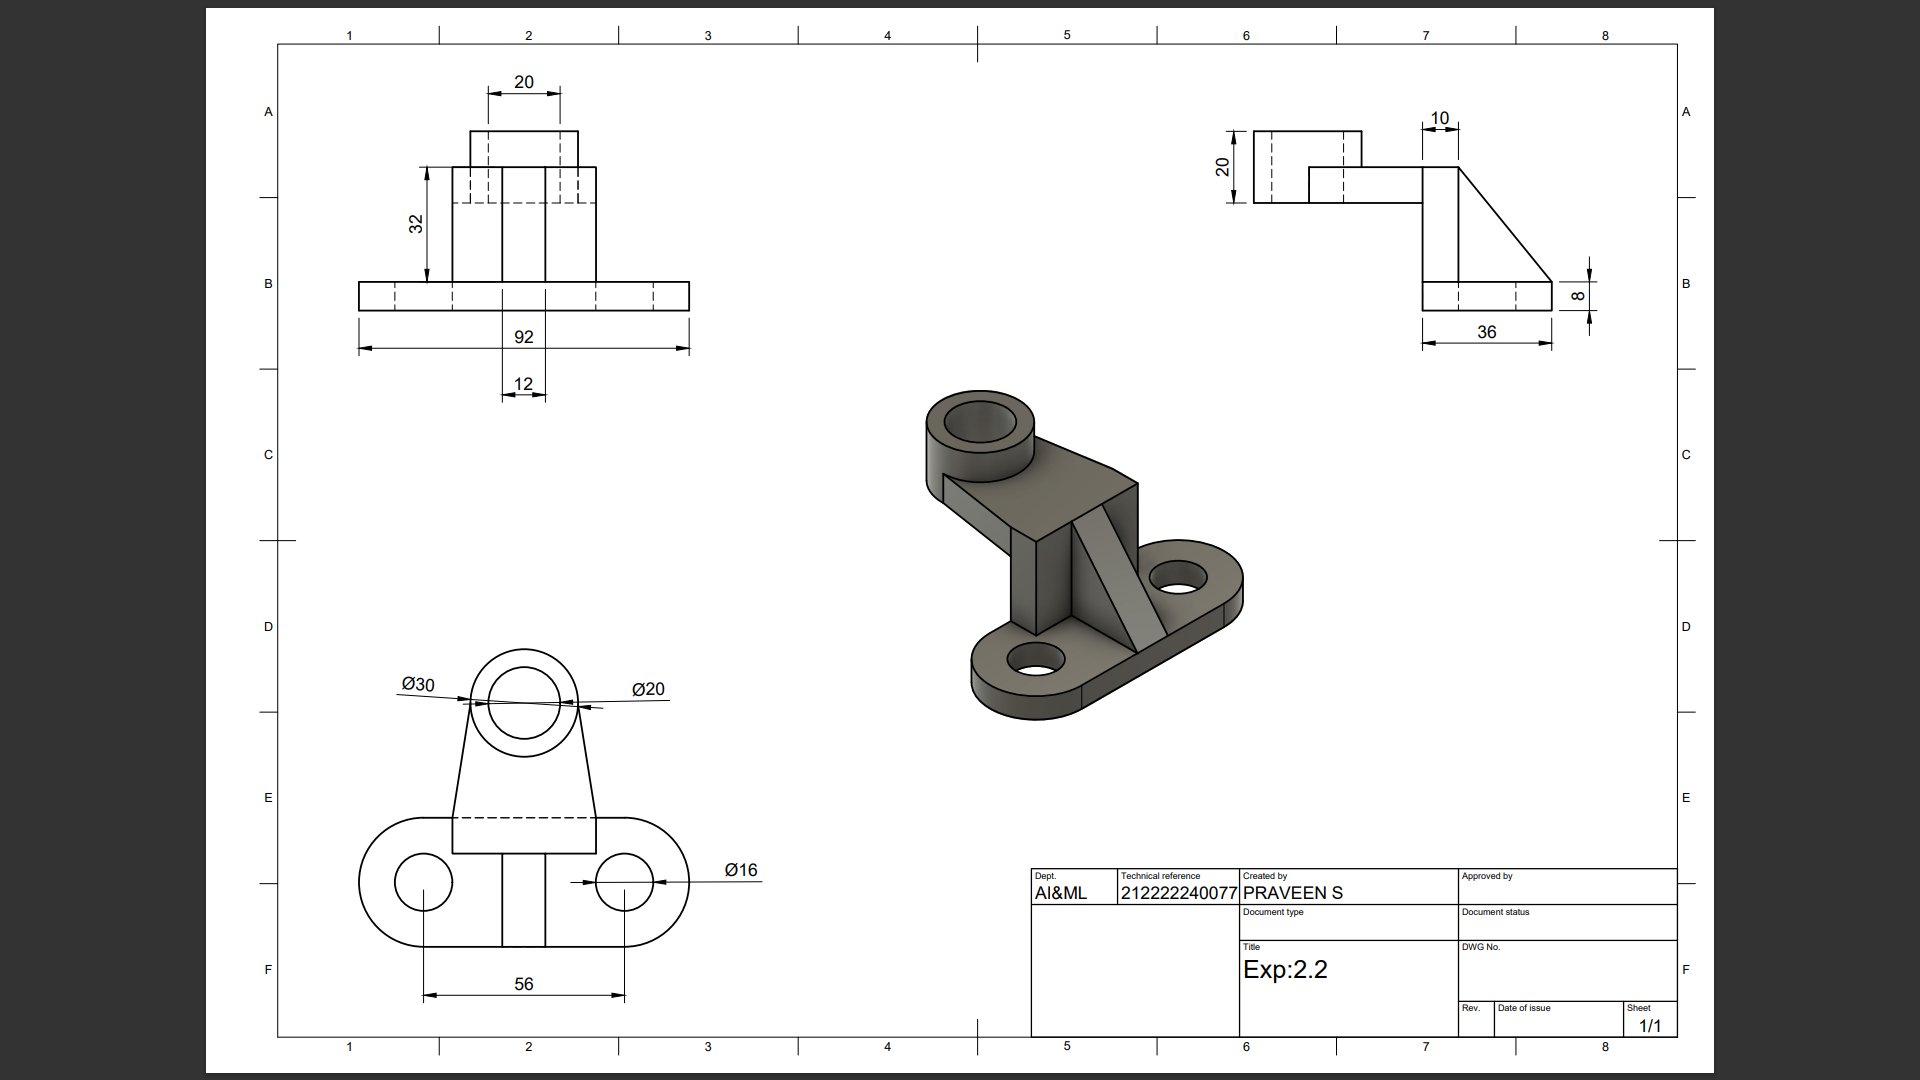 1 2 3 4 5 6 7 8
A A
20
10
20
32
B B
8
36
92
12
C C
D D
Ø30 Ø20
E E
Ø16
Dept. Technical reference Created by Approved by
AI&ML 212222240077 PRAVEEN S
Document type Document status
Title DWG No.
Exp:2.2
F F
56
Rev. Date of issue Sheet
1/1
1 2 3 4 5 6 7 8